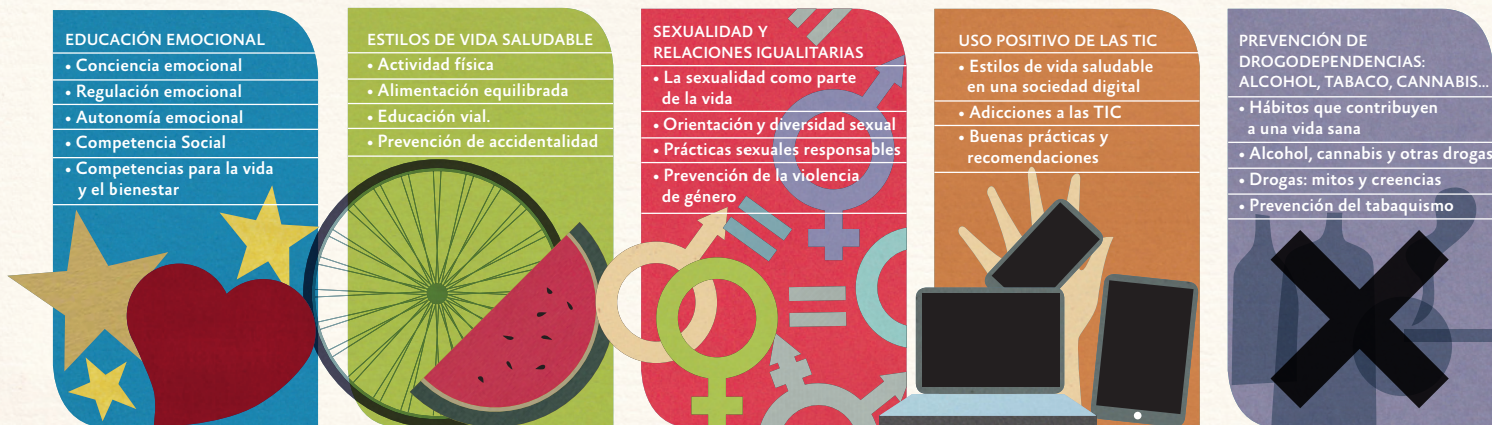 EDUCACIÓN EMOCIONAL
• Conciencia emocional
• Regulación emocional
• Autonomía emocional
• Competencia Social
• Competencias para la vida
y el bienestar
ESTILOS DE VIDA SALUDABLE
• Actividad física
• Alimentación equilibrada
• Educación vial.
• Prevención de accidentalidad
SEXUALIDAD Y
RELACIONES IGUALITARIAS
• La sexualidad como parte
de la vida
• Orientación y diversidad sexual
• Prácticas sexuales responsables
• Prevención de la violencia
de género
USO POSITIVO DE LAS TIC
• Estilos de vida saludable
en una sociedad digital
• Adicciones a las TIC
• Buenas prácticas y
recomendaciones
PREVENCIÓN DE
DROGODEPENDENCIAS:
ALCOHOL, TABACO, CANNABIS...
• Hábitos que contribuyen
a una vida sana
• Alcohol, cannabis y otras drogas
• Drogas: mitos y creencias
• Prevención del tabaquismo